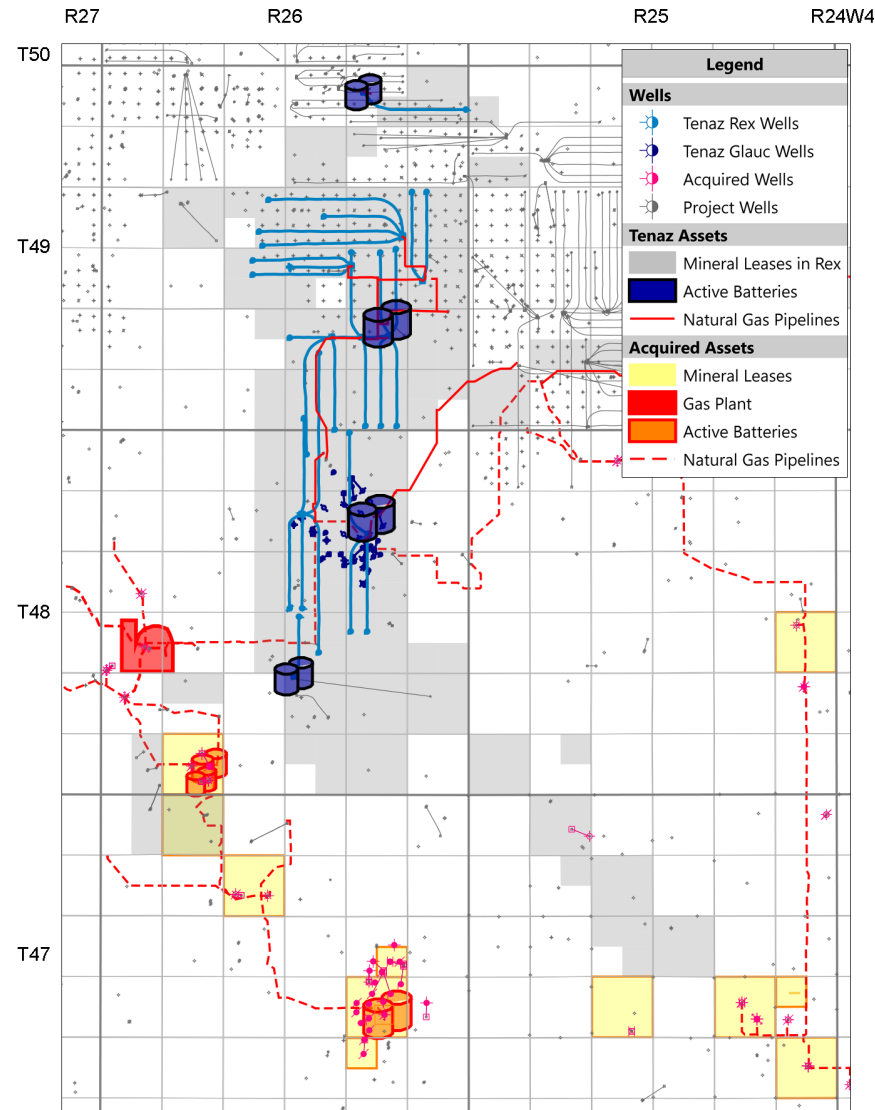 R27 R26 R25 R24W4
T50
Legend
Wells
Tenaz Rex Wells
Tenaz Glauc Wells
Acquired Wells
Project Wells
Tenaz Assets
T49
Mineral Leases in Rex
Active Batteries
Natural Gas Pipelines
Acquired Assets
Mineral Leases
Gas Plant
Active Batteries
Natural Gas Pipelines
T48
T47